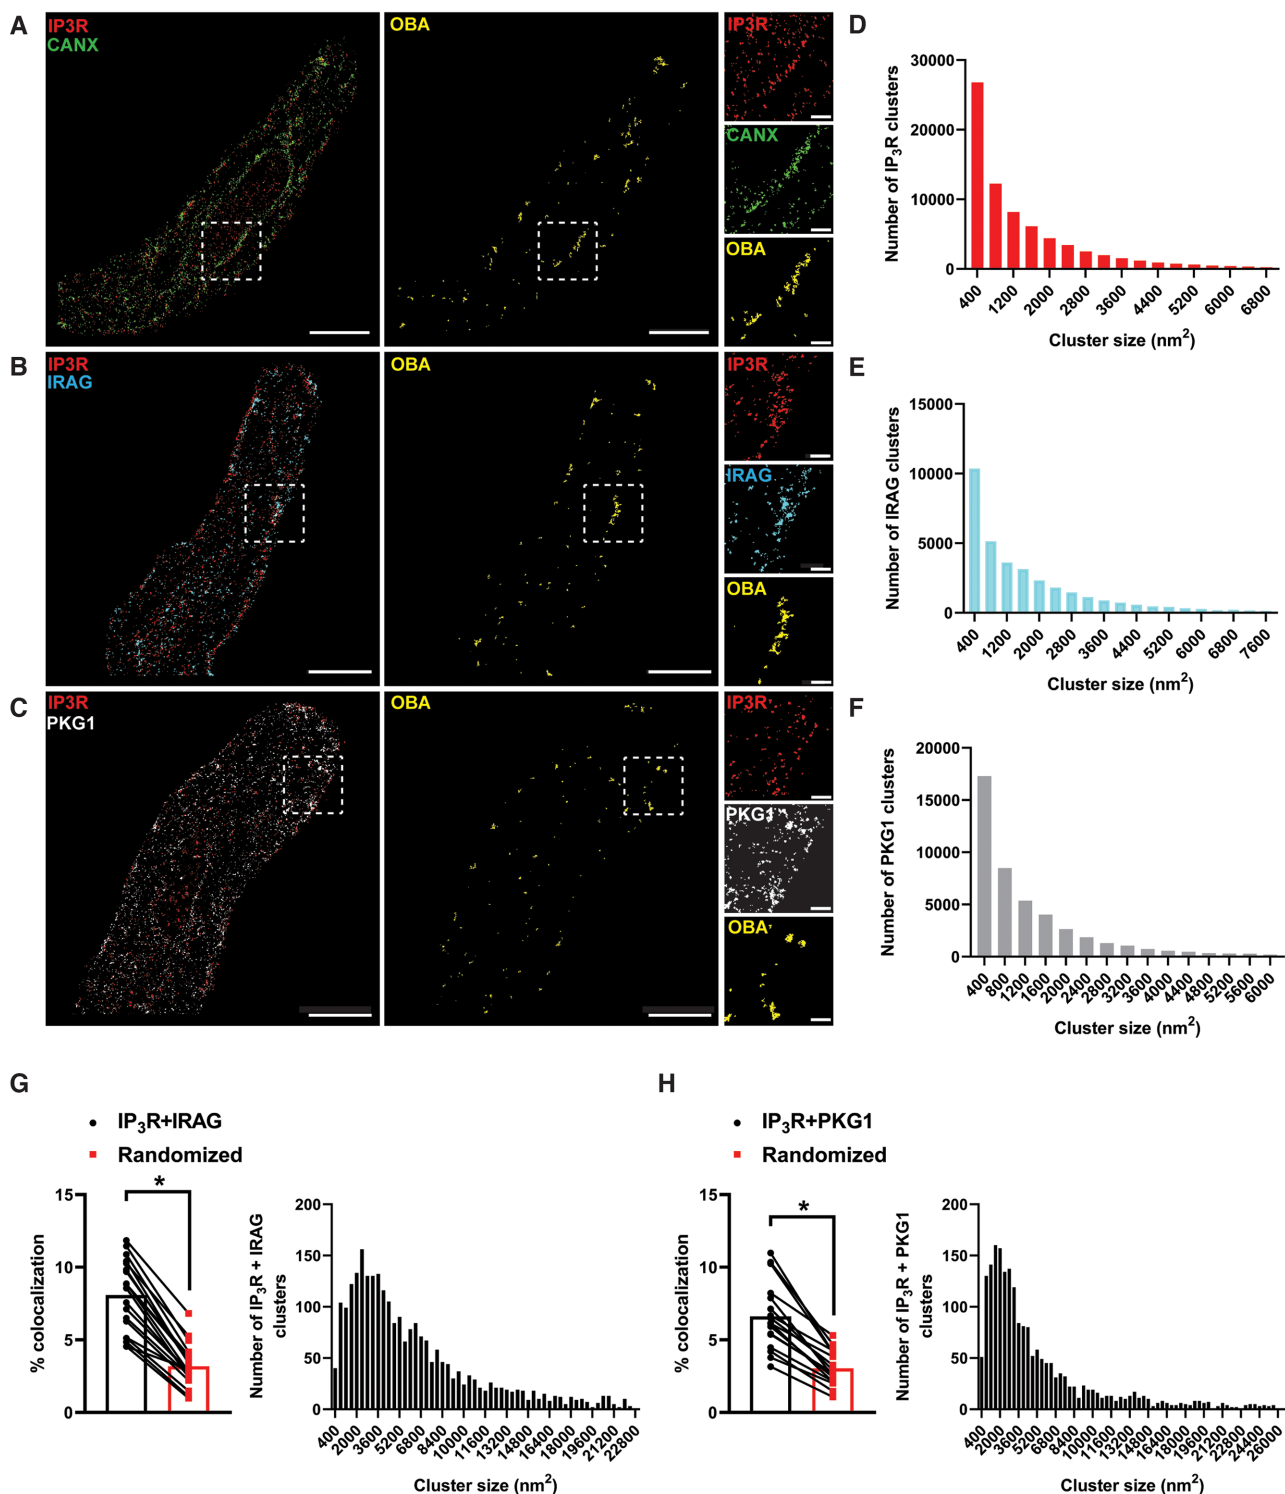 A
IP3R
CANX
OBA
IP3R
CANX
OBA
B
IP3R
IRAG
OBA
IP3R
IRAG
OBA
C
IP3R
PKG1
OBA
IP3R
PKG1
OBA
D
Number of IP3R clusters
30000
20000
10000
0
400
1200
2000
2800
3600
4400
5200
6000
6800
Cluster size (nm2)
E
Number of IRAG clusters
15000
10000
5000
0
400
1200
2000
2800
3600
4400
5200
6000
6800
7600
Cluster size (nm2)
F
Number of PKG1 clusters
20000
15000
10000
5000
0
400
800
1200
1600
2000
2400
2800
3200
3600
4000
4400
4800
5200
5600
6000
Cluster size (nm2)
G
IP3R+IRAG
Randomized
% colocalization
15
10
5
0
*
Number of IP3R + IRAG
clusters
200
150
100
50
0
400
2000
3600
5200
6800
8400
10000
11600
13200
14800
16400
18000
19600
21200
22800
Cluster size (nm2)
H
IP3R+PKG1
Randomized
% colocalization
15
10
5
0
*
Number of IP3R + PKG1
clusters
200
150
100
50
0
400
2000
3600
5200
6800
8400
10000
11600
13200
14800
16400
18000
19600
21200
22800
24400
26000
Cluster size (nm2)